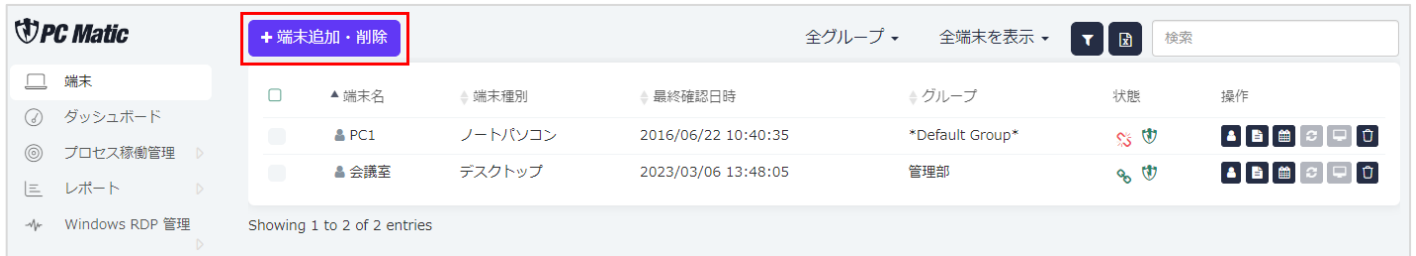 PC Matic
+ 端末追加・削除
全グループ
全端末を表示
検索
端末
ダッシュボード
プロセス稼働管理
レポート
Windows RDP 管理
端末名 端末種別 最終確認日時 グループ 状態 操作
PC1 ノートパソコン 2016/06/22 10:40:35 *Default Group*
会議室 デスクトップ 2023/03/06 13:48:05 管理部
Showing 1 to 2 of 2 entries